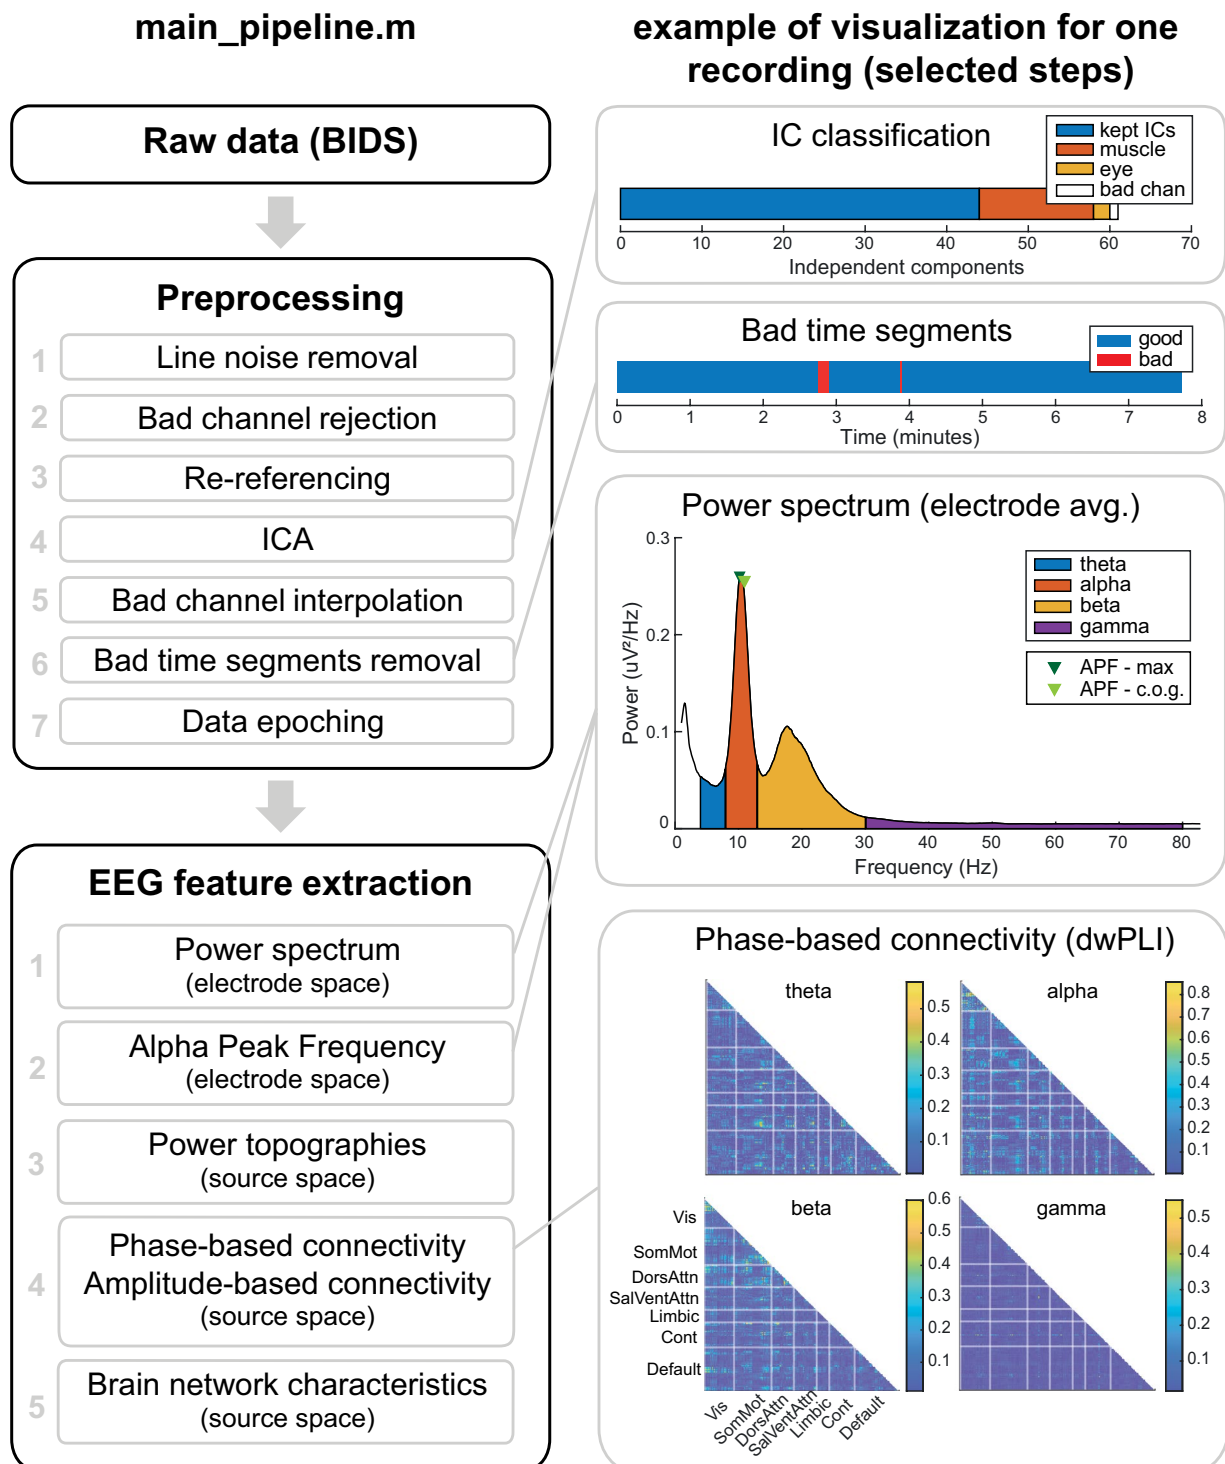 main_pipeline.m
Raw data (BIDS)
Preprocessing
1 Line noise removal
2 Bad channel rejection
3 Re-referencing
4 ICA
5 Bad channel interpolation
6 Bad time segments removal
7 Data epoching
EEG feature extraction
1 Power spectrum
(electrode space)
2 Alpha Peak Frequency
(electrode space)
3 Power topographies
(source space)
4 Phase-based connectivity
Amplitude-based connectivity
(source space)
5 Brain network characteristics
(source space)
example of visualization for one
recording (selected steps)
IC classification
kept ICs
muscle
eye
bad chan
0 10 20 30 40 50 60 70
Independent components
Bad time segments
good
bad
0 1 2 3 4 5 6 7 8
Time (minutes)
Power spectrum (electrode avg.)
0.3
0.2
0.1
0
Power (uV²/Hz)
theta
alpha
beta
gamma
APF - max
APF - c.o.g.
0 10 20 30 40 50 60 70 80
Frequency (Hz)
Phase-based connectivity (dwPLI)
theta
0.5
0.4
0.3
0.2
0.1
alpha
0.8
0.7
0.6
0.5
0.4
0.3
0.2
0.1
beta
0.6
0.5
0.4
0.3
0.2
0.1
Vis
SomMot
DorsAttn
SalVentAttn
Limbic
Cont
Default
Vis
SomMot
DorsAttn
SalVentAttn
Limbic
Cont
Default
gamma
0.5
0.4
0.3
0.2
0.1